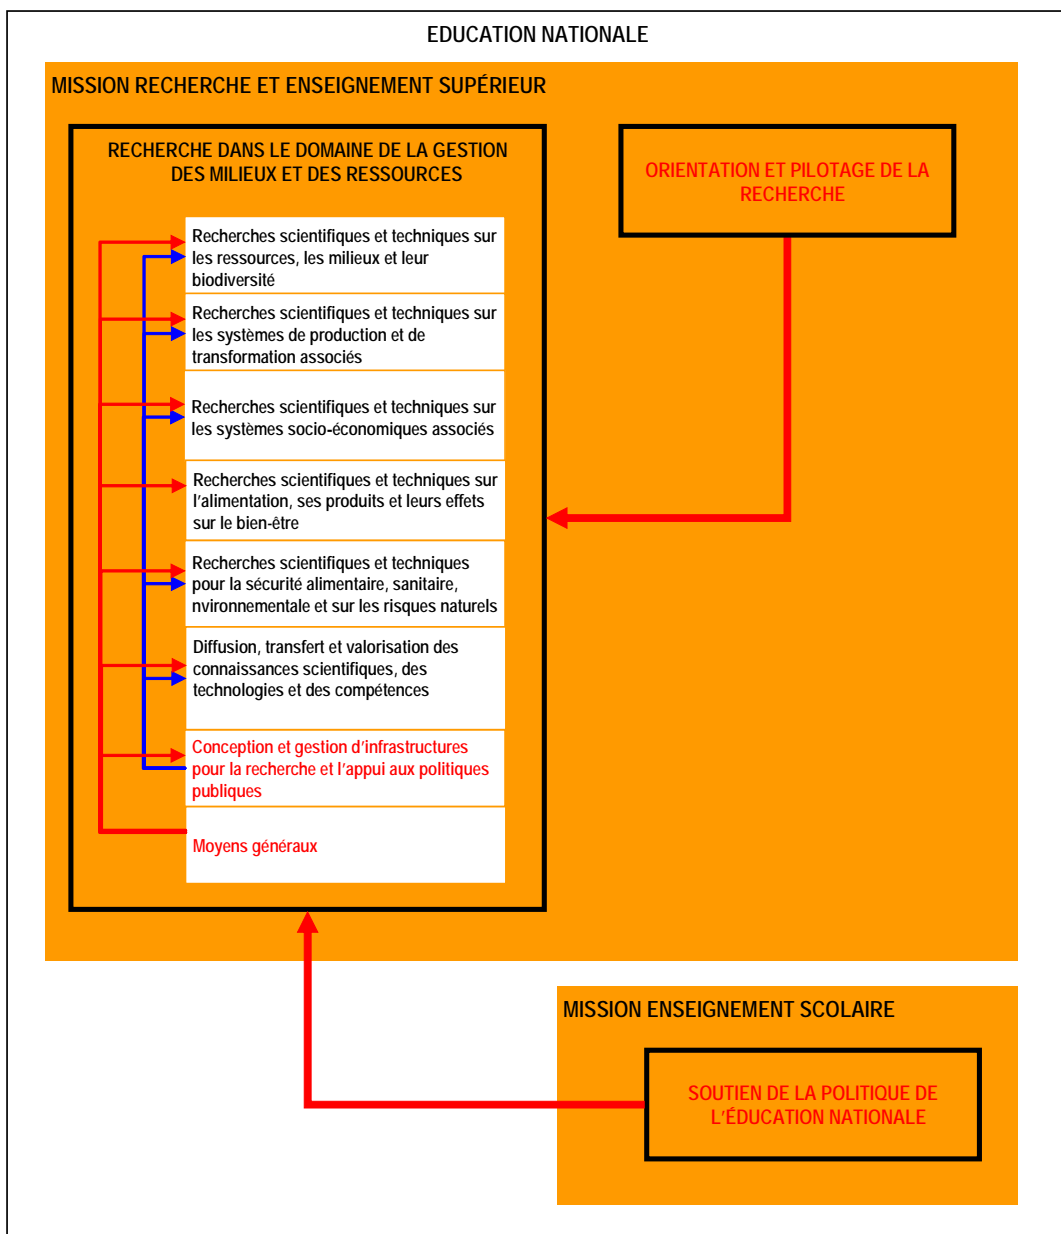 EDUCATION NATIONALE
MISSION RECHERCHE ET ENSEIGNEMENT SUPÉRIEUR
RECHERCHE DANS LE DOMAINE DE LA GESTION
DES MILIEUX ET DES RESSOURCES
ORIENTATION ET PILOTAGE DE LA
RECHERCHE
Recherches scientifiques et techniques sur
les ressources, les milieux et leur
biodiversité
Recherches scientifiques et techniques sur
les systèmes de production et de
transformation associés
Recherches scientifiques et techniques sur
les systèmes socio-économiques associés
Recherches scientifiques et techniques sur
l'alimentation, ses produits et leurs effets
sur le bien-être
Recherches scientifiques et techniques
pour la sécurité alimentaire, sanitaire,
nvironnementale et sur les risques naturels
Diffusion, transfert et valorisation des
connaissances scientifiques, des
technologies et des compétences
Conception et gestion d'infrastructures
pour la recherche et l'appui aux politiques
publiques
Moyens généraux
MISSION ENSEIGNEMENT SCOLAIRE
SOUTIEN DE LA POLITIQUE DE
L'ÉDUCATION NATIONALE